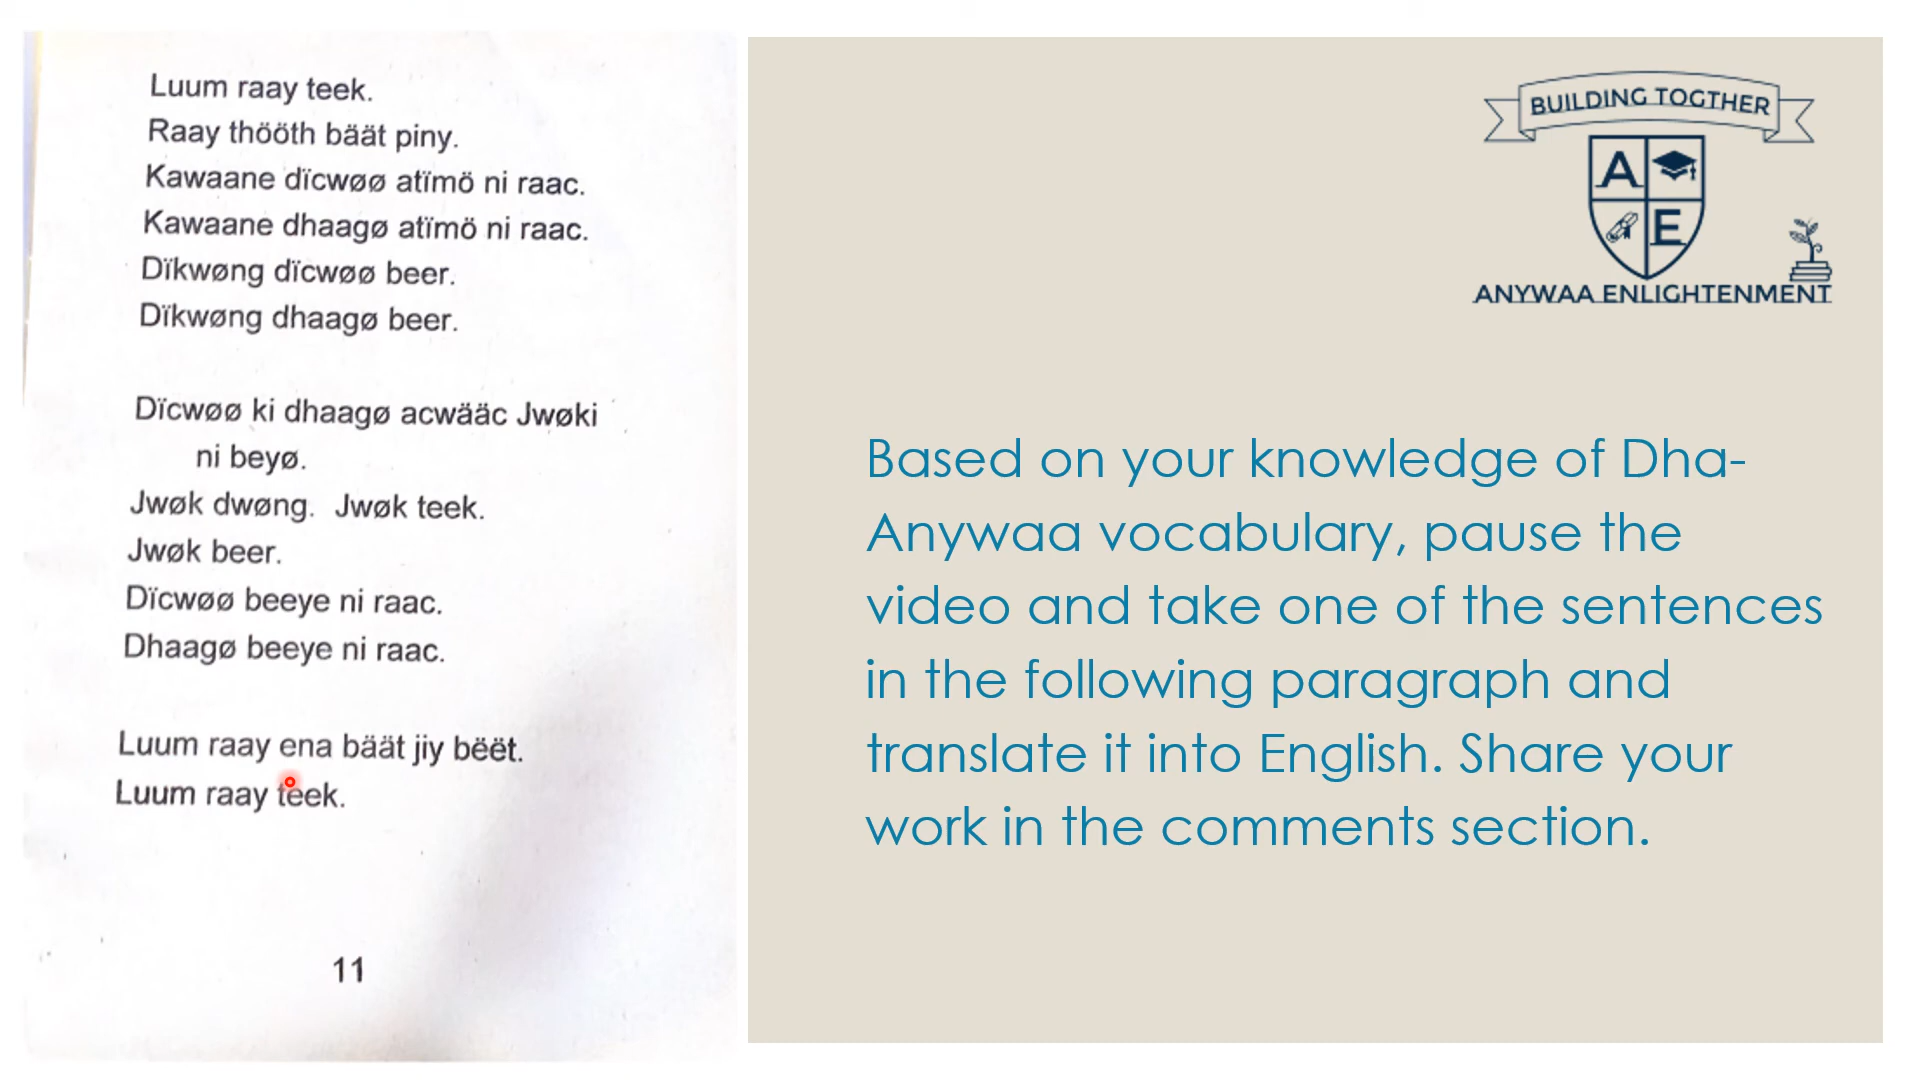 Luum raay teek.
Raay thööth bäät piny.
Kawaane dïcwøø atïmö ni raac.
Kawaane dhaagø atïmö ni raac.
Dïkwøng dïcwøø beer.
Dïkwøng dhaagø beer.
Dïcwøø ki dhaagø acwääc Jwøki
ni beyø.
Jwøk dwøng. Jwøk teek.
Jwøk beer.
Dïcwøø beeye ni raac.
Dhaagø beeye ni raac.
Luum raay ena bäät jiy bëët.
Luum raay teek.
11
BUILDING TOGTHER
A
E
ANYWAA ENLIGHTENMENT
Based on your knowledge of Dha-
Anywaa vocabulary, pause the
video and take one of the sentences
in the following paragraph and
translate it into English. Share your
work in the comments section.